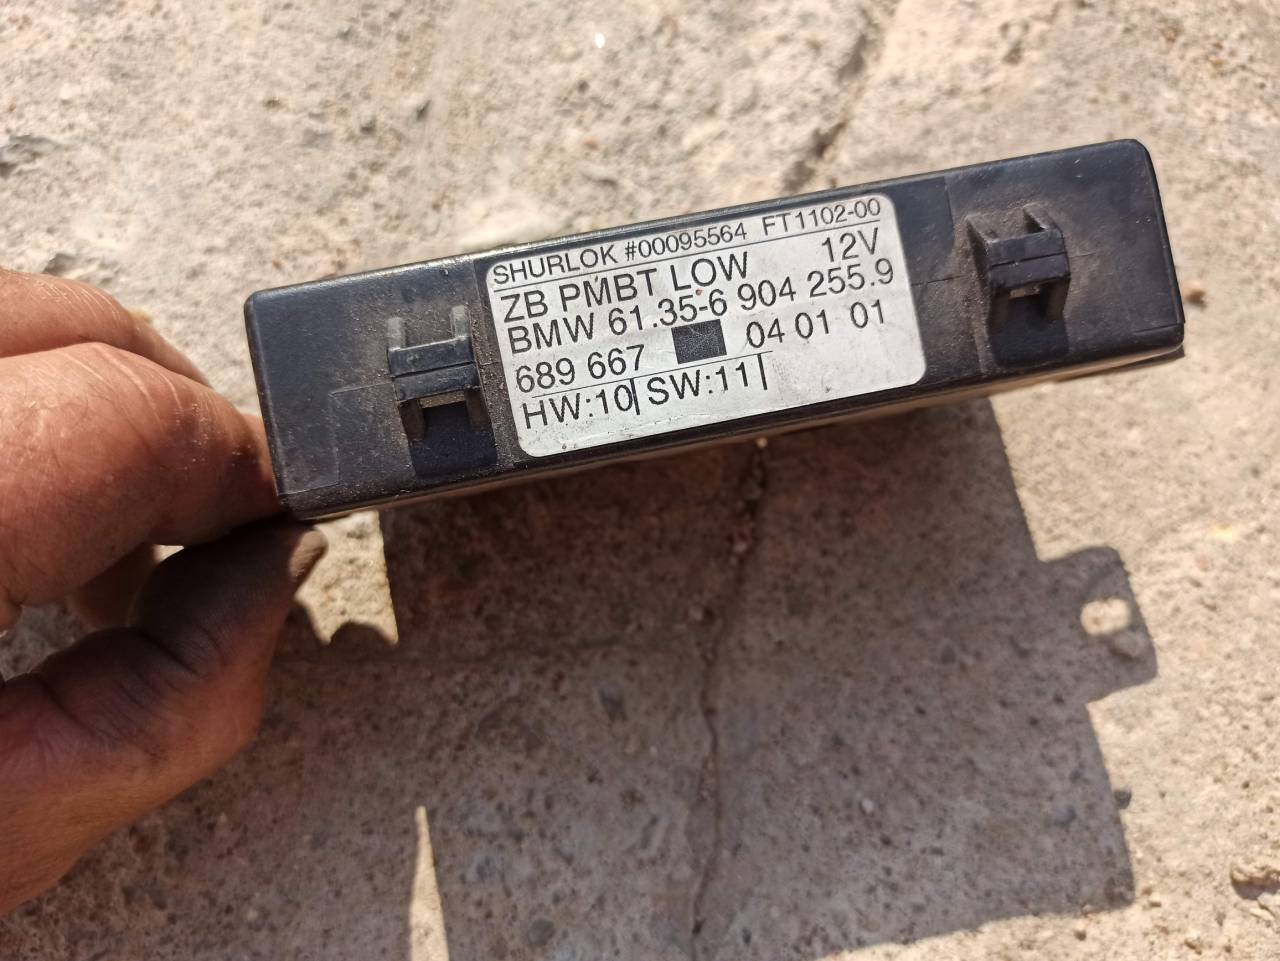 SHURLOK #00095564 FT1102-00
ZB PMBT LOW 12V
BMW 61.35-6 904 255.9
689 667 04 01 01
HW:10 SW:11